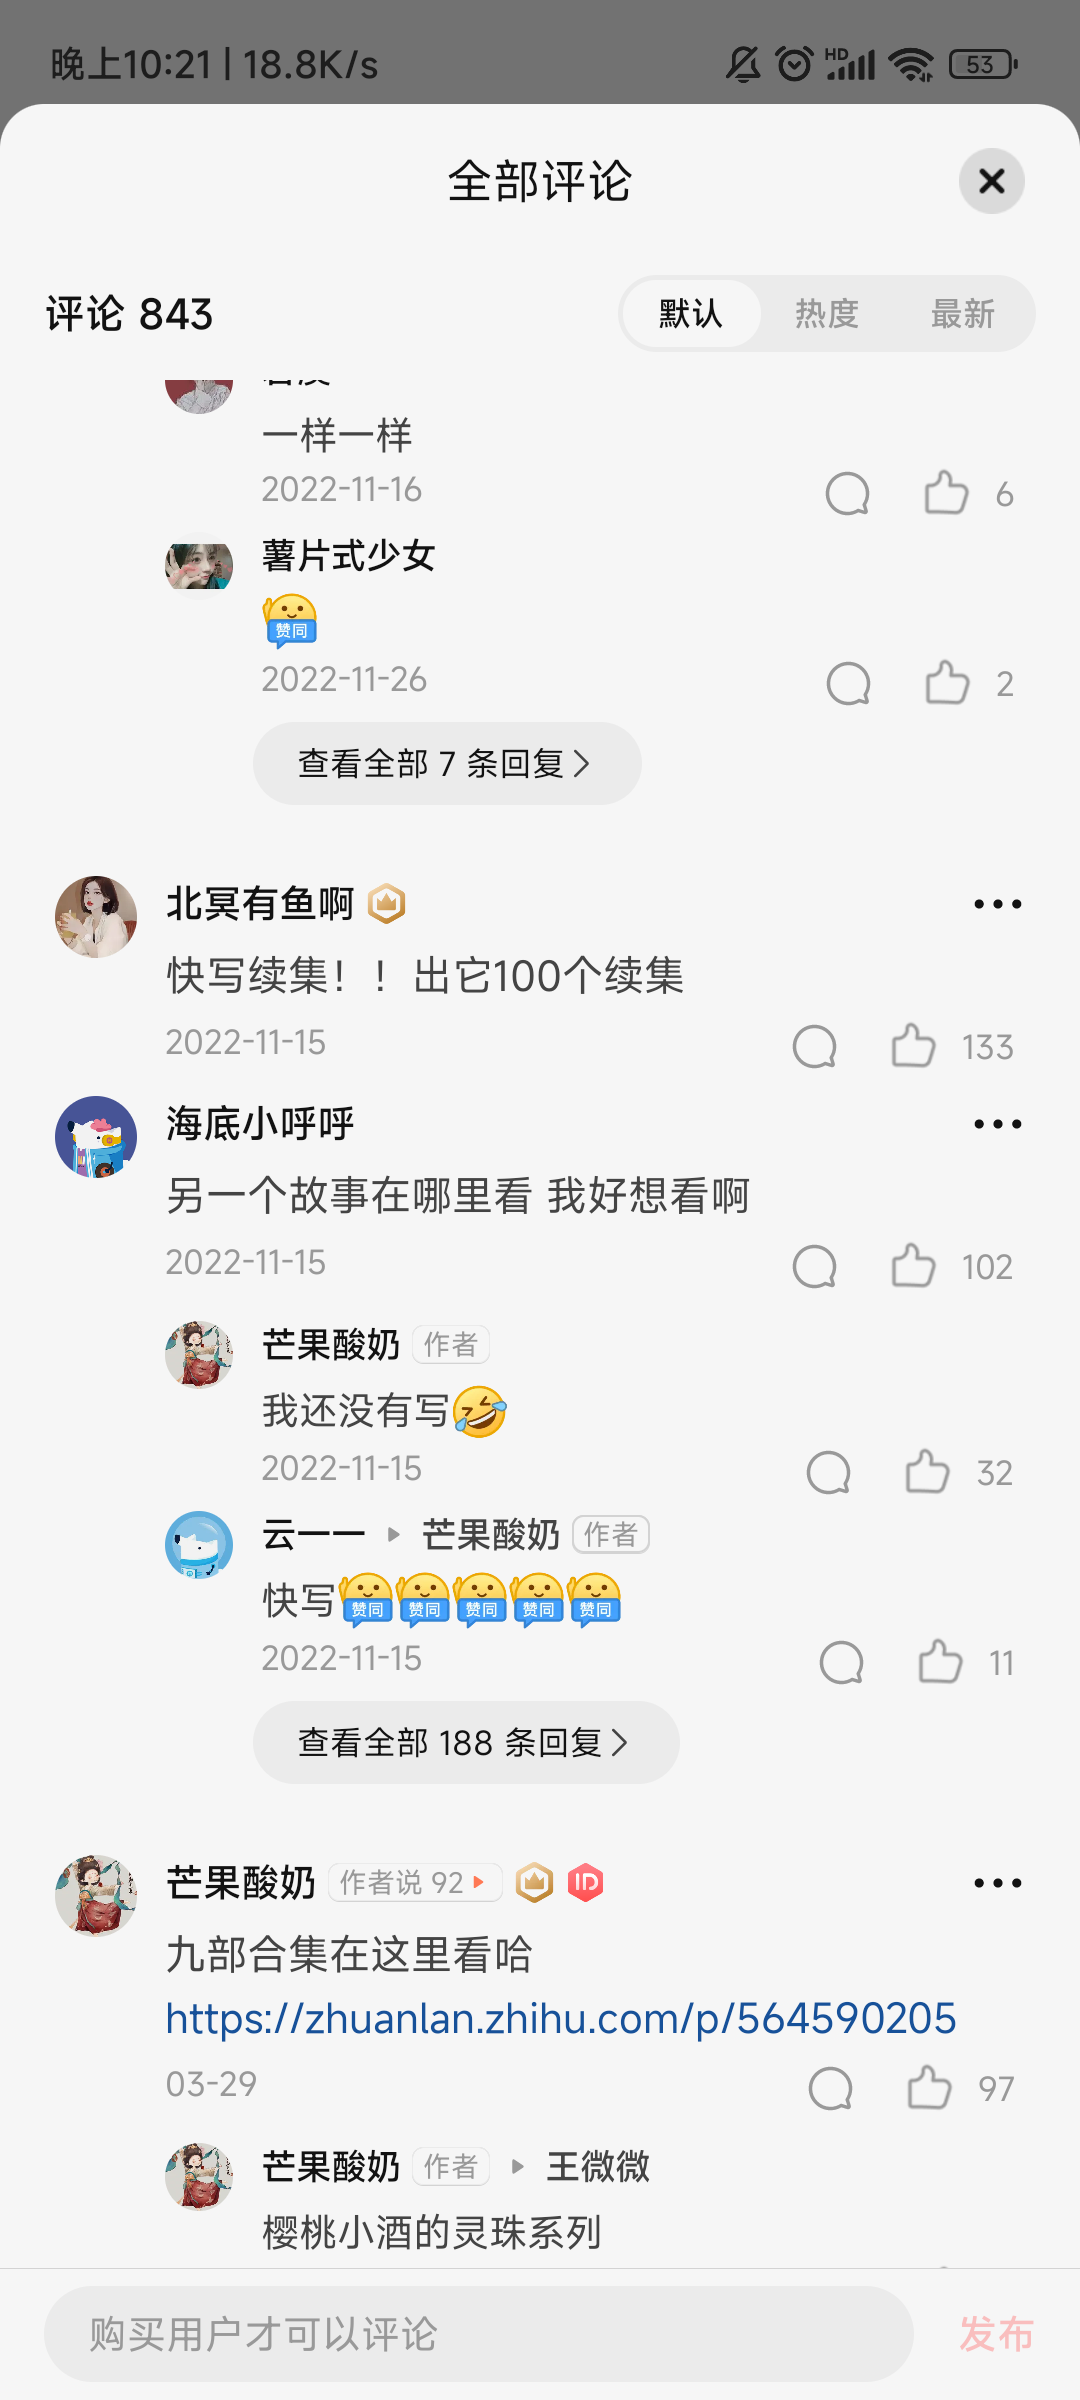 晚上10:21 | 18.8K/s
HD
53
全部评论
评论 843
默认
热度
最新
一样一样
2022-11-16
6
薯片式少女
赞同
2022-11-26
2
查看全部 7 条回复
北冥有鱼啊
快写续集！！出它100个续集
2022-11-15
133
海底小呼呼
另一个故事在哪里看 我好想看啊
2022-11-15
102
芒果酸奶 作者
我还没有写
2022-11-15
32
云一一 芒果酸奶 作者
快写 赞同 赞同 赞同 赞同 赞同
2022-11-15
11
查看全部 188 条回复
芒果酸奶 作者说 92 ID
九部合集在这里看哈
https://zhuanlan.zhihu.com/p/564590205
03-29
97
芒果酸奶 作者 王微微
樱桃小酒的灵珠系列
购买用户才可以评论
发布